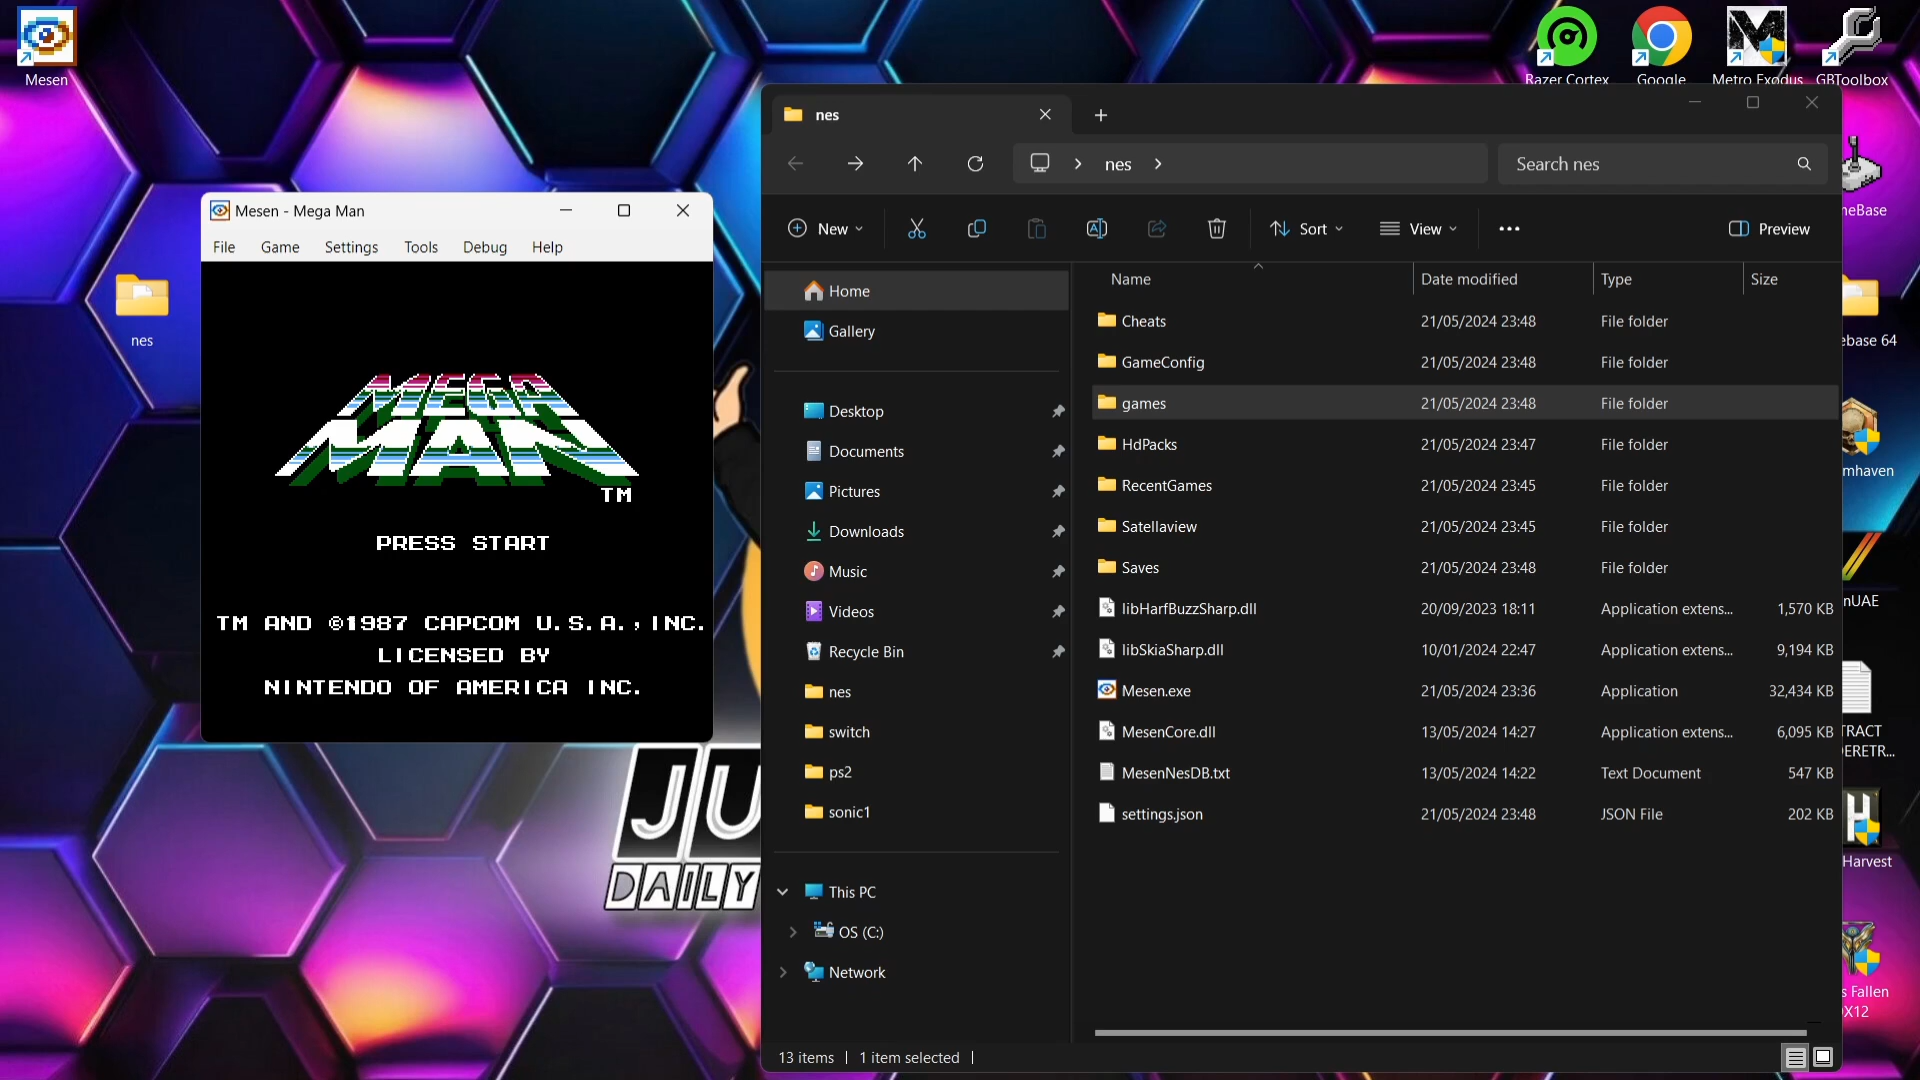 Mesen
nes
Mesen - Mega Man
File Game Settings Tools Debug Help
MEGA
MAN
TM
PRESS START
TM AND ©1987 CAPCOM U.S.A., INC.
LICENSED BY
NINTENDO OF AMERICA INC.
JU
DAILY
Razer Cortex Google Metro Exodus GBToolbox
nes
nes
Search nes
New Sort View Preview
Home
Gallery
Desktop
Documents
Pictures
Downloads
Music
Videos
Recycle Bin
nes
switch
ps2
sonic1
This PC
OS (C:)
Network
Name Date modified Type Size
Cheats 21/05/2024 23:48 File folder
GameConfig 21/05/2024 23:48 File folder
games 21/05/2024 23:48 File folder
HdPacks 21/05/2024 23:47 File folder
RecentGames 21/05/2024 23:45 File folder
Satellaview 21/05/2024 23:45 File folder
Saves 21/05/2024 23:48 File folder
libHarfBuzzSharp.dll 20/09/2023 18:11 Application extens... 1,570 KB
libSkiaSharp.dll 10/01/2024 22:47 Application extens... 9,194 KB
Mesen.exe 21/05/2024 23:36 Application 32,434 KB
MesenCore.dll 13/05/2024 14:27 Application extens... 6,095 KB
MesenNesDB.txt 13/05/2024 14:22 Text Document 547 KB
settings.json 21/05/2024 23:48 JSON File 202 KB
13 items 1 item selected
neBase
ebase 64
mhaven
nUAE
TRACT
DERETR...
Harvest
s Fallen
X12